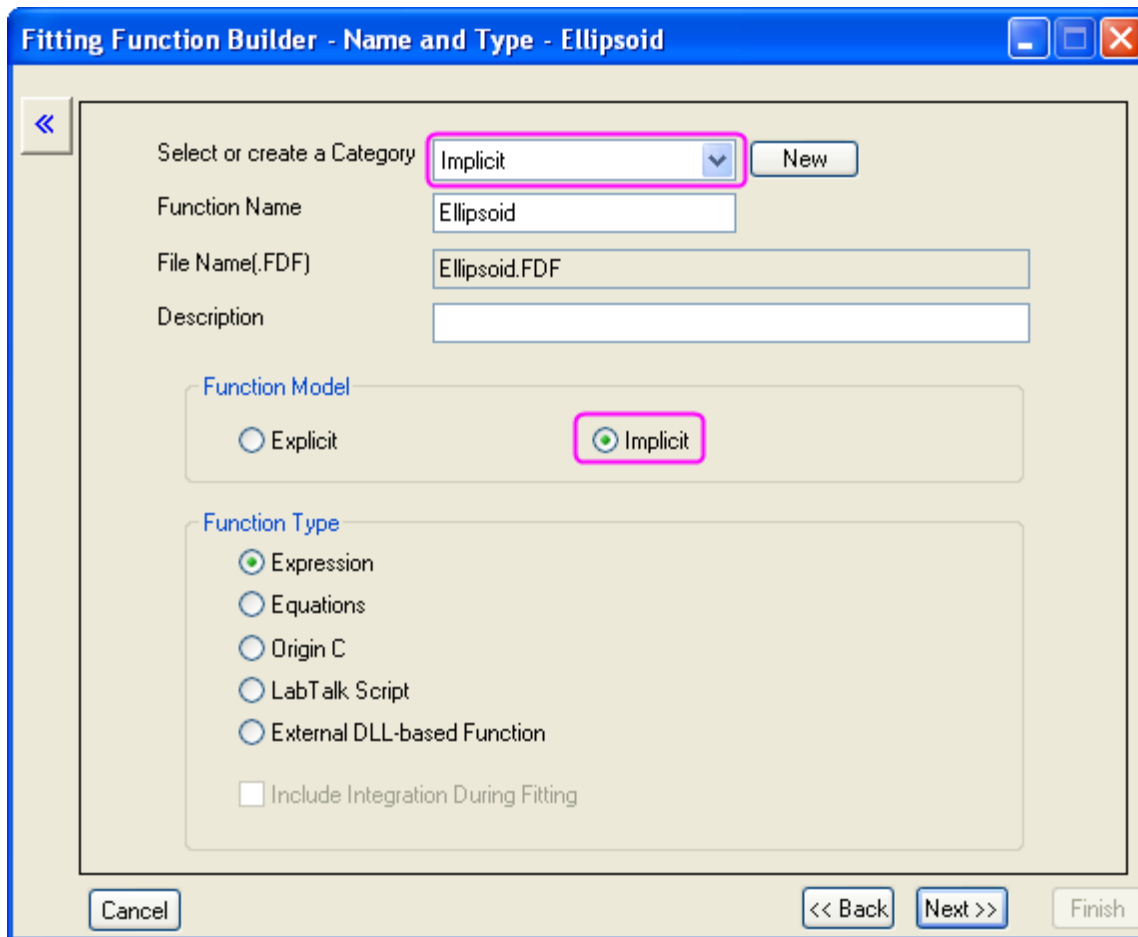 Fitting Function Builder - Name and Type - Ellipsoid
«
Select or create a Category Implicit New
Function Name Ellipsoid
File Name(.FDF) Ellipsoid.FDF
Description
Function Model
Explicit Implicit
Function Type
Expression
Equations
Origin C
LabTalk Script
External DLL-based Function
Include Integration During Fitting
Cancel << Back Next >> Finish